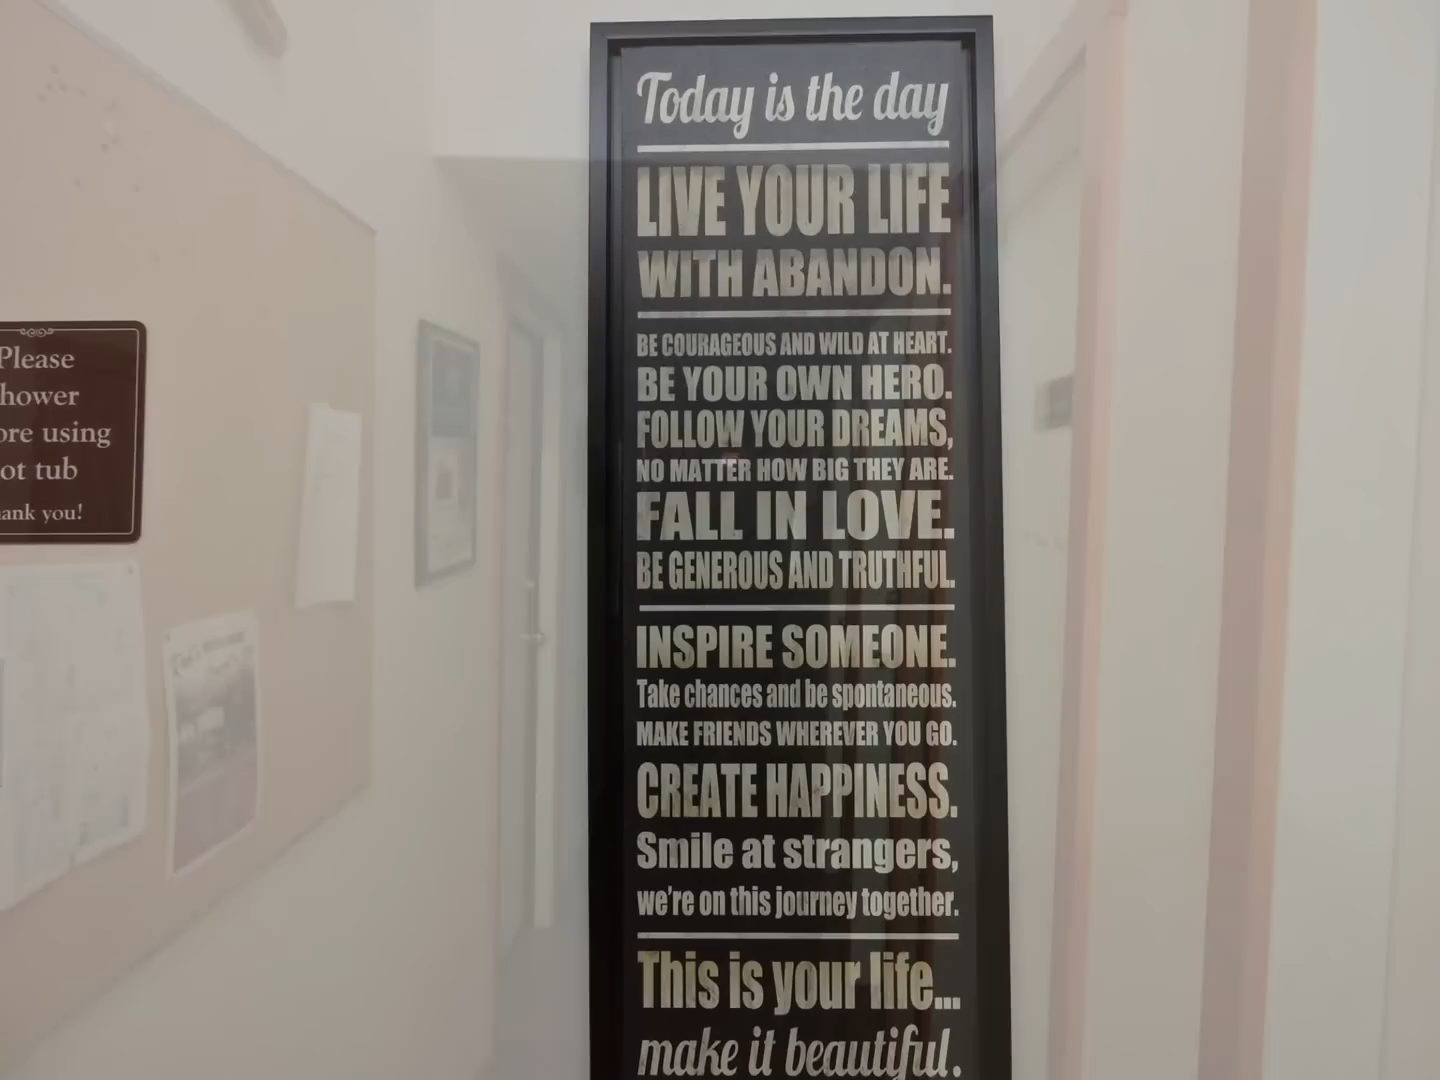 Today is the day
LIVE YOUR LIFE
WITH ABANDON.
BE COURAGEOUS AND WILD AT HEART.
BE YOUR OWN HERO.
FOLLOW YOUR DREAMS,
NO MATTER HOW BIG THEY ARE.
FALL IN LOVE.
BE GENEROUS AND TRUTHFUL.
INSPIRE SOMEONE.
Take chances and be spontaneous.
MAKE FRIENDS WHEREVER YOU GO.
CREATE HAPPINESS.
Smile at strangers,
we're on this journey together.
This is your life...
make it beautiful.
Please
hower
ore using
ot tub
ank you!